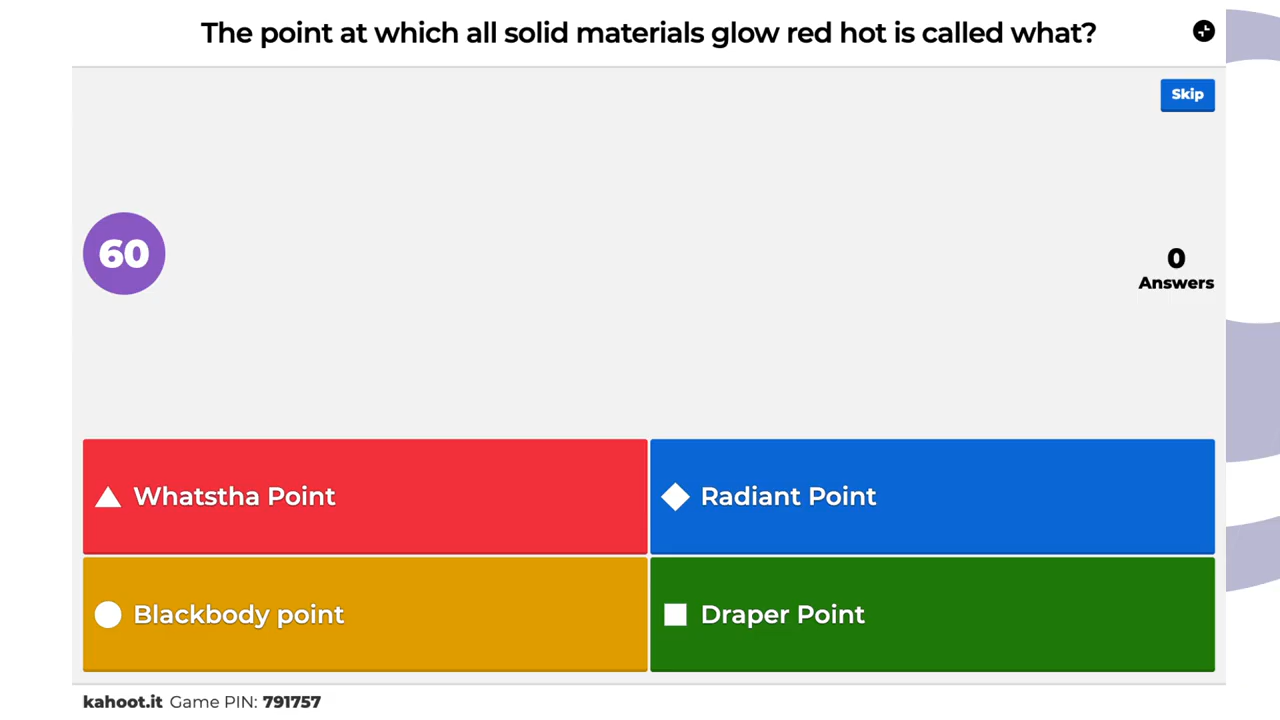 The point at which all solid materials glow red hot is called what?
Skip
60
0
Answers
Whatstha Point
Radiant Point
Blackbody point
Draper Point
kahoot.it Game PIN: 791757